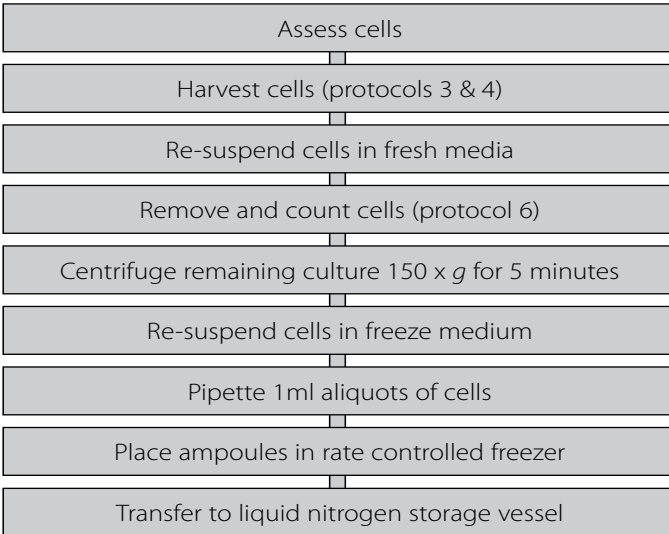 Assess cells
Harvest cells (protocols 3 & 4)
Re-suspend cells in fresh media
Remove and count cells (protocol 6)
Centrifuge remaining culture 150 x g for 5 minutes
Re-suspend cells in freeze medium
Pipette 1ml aliquots of cells
Place ampoules in rate controlled freezer
Transfer to liquid nitrogen storage vessel